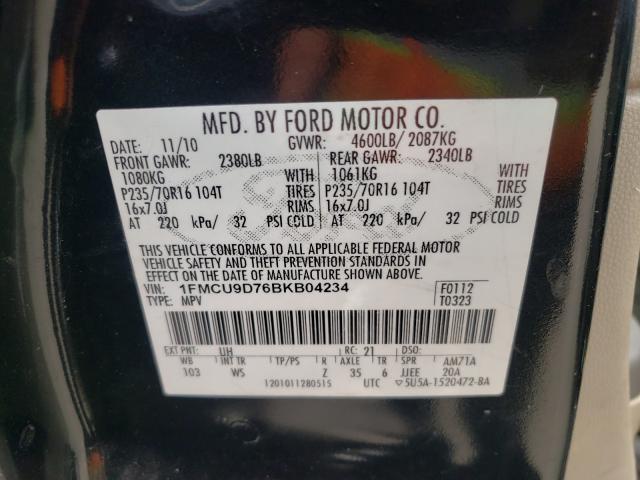 MFD. BY FORD MOTOR CO.
DATE: 11/10 GVWR: 4600LB/ 2087KG
FRONT GAWR: 2380LB REAR GAWR: 2340LB
1080KG WITH 1061KG WITH
P235/70R16 104T TIRES P235/70R16 104T TIRES
16x7.0J RIMS 16x7.0J RIMS
AT 220 kPa/ 32 PSI COLD AT 220 kPa/ 32 PSI COLD
THIS VEHICLE CONFORMS TO ALL APPLICABLE FEDERAL MOTOR
VEHICLE SAFETY AND THEFT PREVENTION STANDARDS IN
EFFECT ON THE DATE OF MANUFACTURE SHOWN ABOVE.
VIN: 1FMCU9D76BKB04234 F0112
TYPE: MPV T0323
EXT PNT: UH RC: 21 DSO:
WB INT TR TP/PS R AXLE TR SPR AM71A
103 WS Z 35 6 JJEE 20A
1201011280515 UTC ▽5U5A-1520472-BA